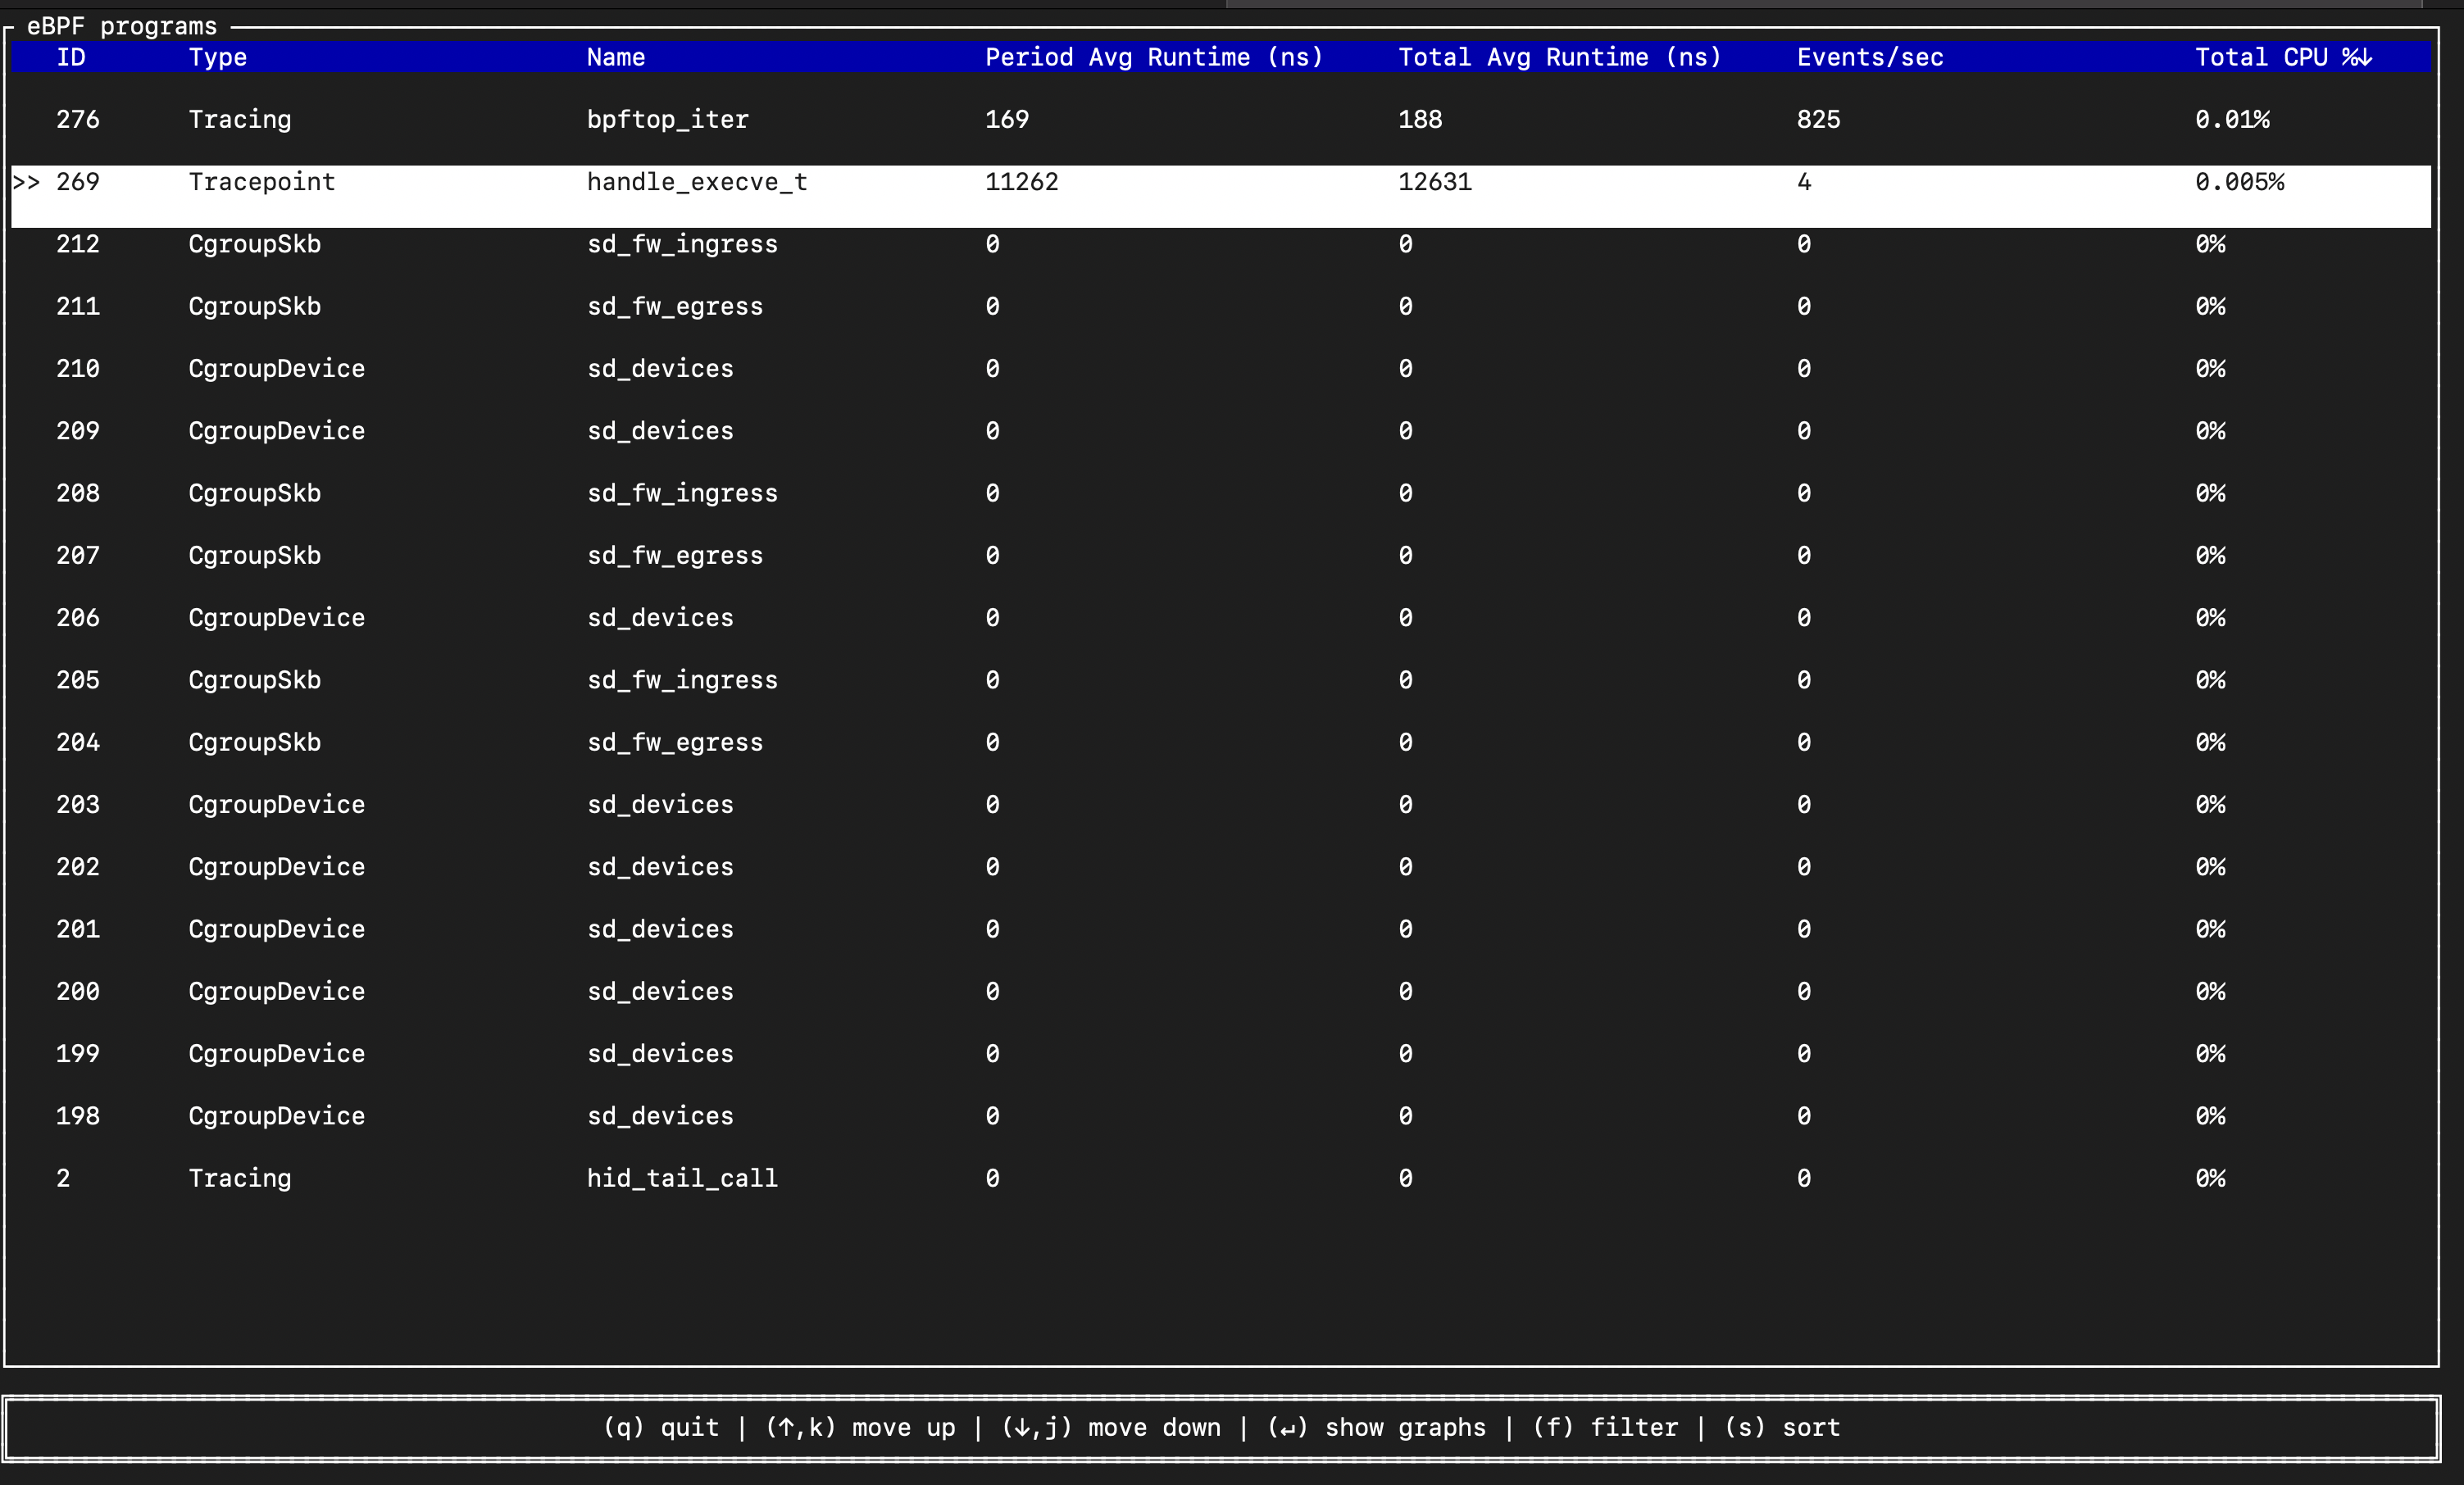 eBPF programs
ID Type Name Period Avg Runtime (ns) Total Avg Runtime (ns) Events/sec Total CPU %↓
276 Tracing bpftop_iter 169 188 825 0.01%
>> 269 Tracepoint handle_execve_t 11262 12631 4 0.005%
212 CgroupSkb sd_fw_ingress 0 0 0 0%
211 CgroupSkb sd_fw_egress 0 0 0 0%
210 CgroupDevice sd_devices 0 0 0 0%
209 CgroupDevice sd_devices 0 0 0 0%
208 CgroupSkb sd_fw_ingress 0 0 0 0%
207 CgroupSkb sd_fw_egress 0 0 0 0%
206 CgroupDevice sd_devices 0 0 0 0%
205 CgroupSkb sd_fw_ingress 0 0 0 0%
204 CgroupSkb sd_fw_egress 0 0 0 0%
203 CgroupDevice sd_devices 0 0 0 0%
202 CgroupDevice sd_devices 0 0 0 0%
201 CgroupDevice sd_devices 0 0 0 0%
200 CgroupDevice sd_devices 0 0 0 0%
199 CgroupDevice sd_devices 0 0 0 0%
198 CgroupDevice sd_devices 0 0 0 0%
2 Tracing hid_tail_call 0 0 0 0%
(q) quit | (↑,k) move up | (↓,j) move down | (↵) show graphs | (f) filter | (s) sort